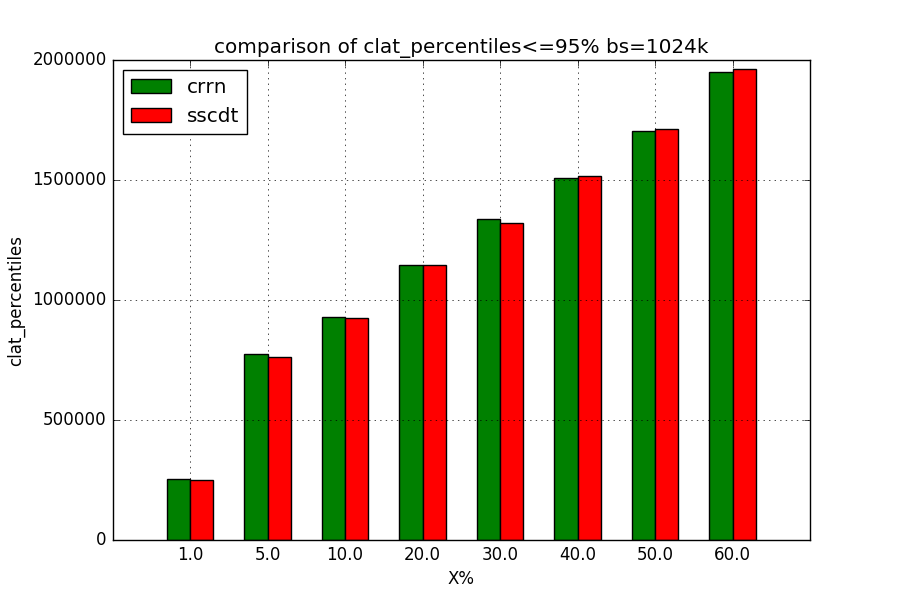 comparison of clat_percentiles<=95% bs=1024k
crrn
sscdt
clat_percentiles
2000000
1500000
1000000
500000
0
1.0 5.0 10.0 20.0 30.0 40.0 50.0 60.0
X%